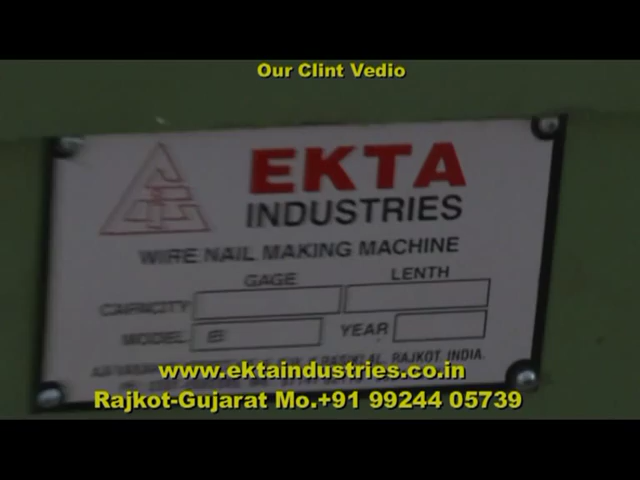 Our Clint Vedio
EKTA
INDUSTRIES
WIRE NAIL MAKING MACHINE
GAGE LENTH
CAPACITY
MODEL YEAR
RAJKOT INDIA.
www.ektaindustries.co.in
Rajkot-Gujarat Mo.+91 99244 05739